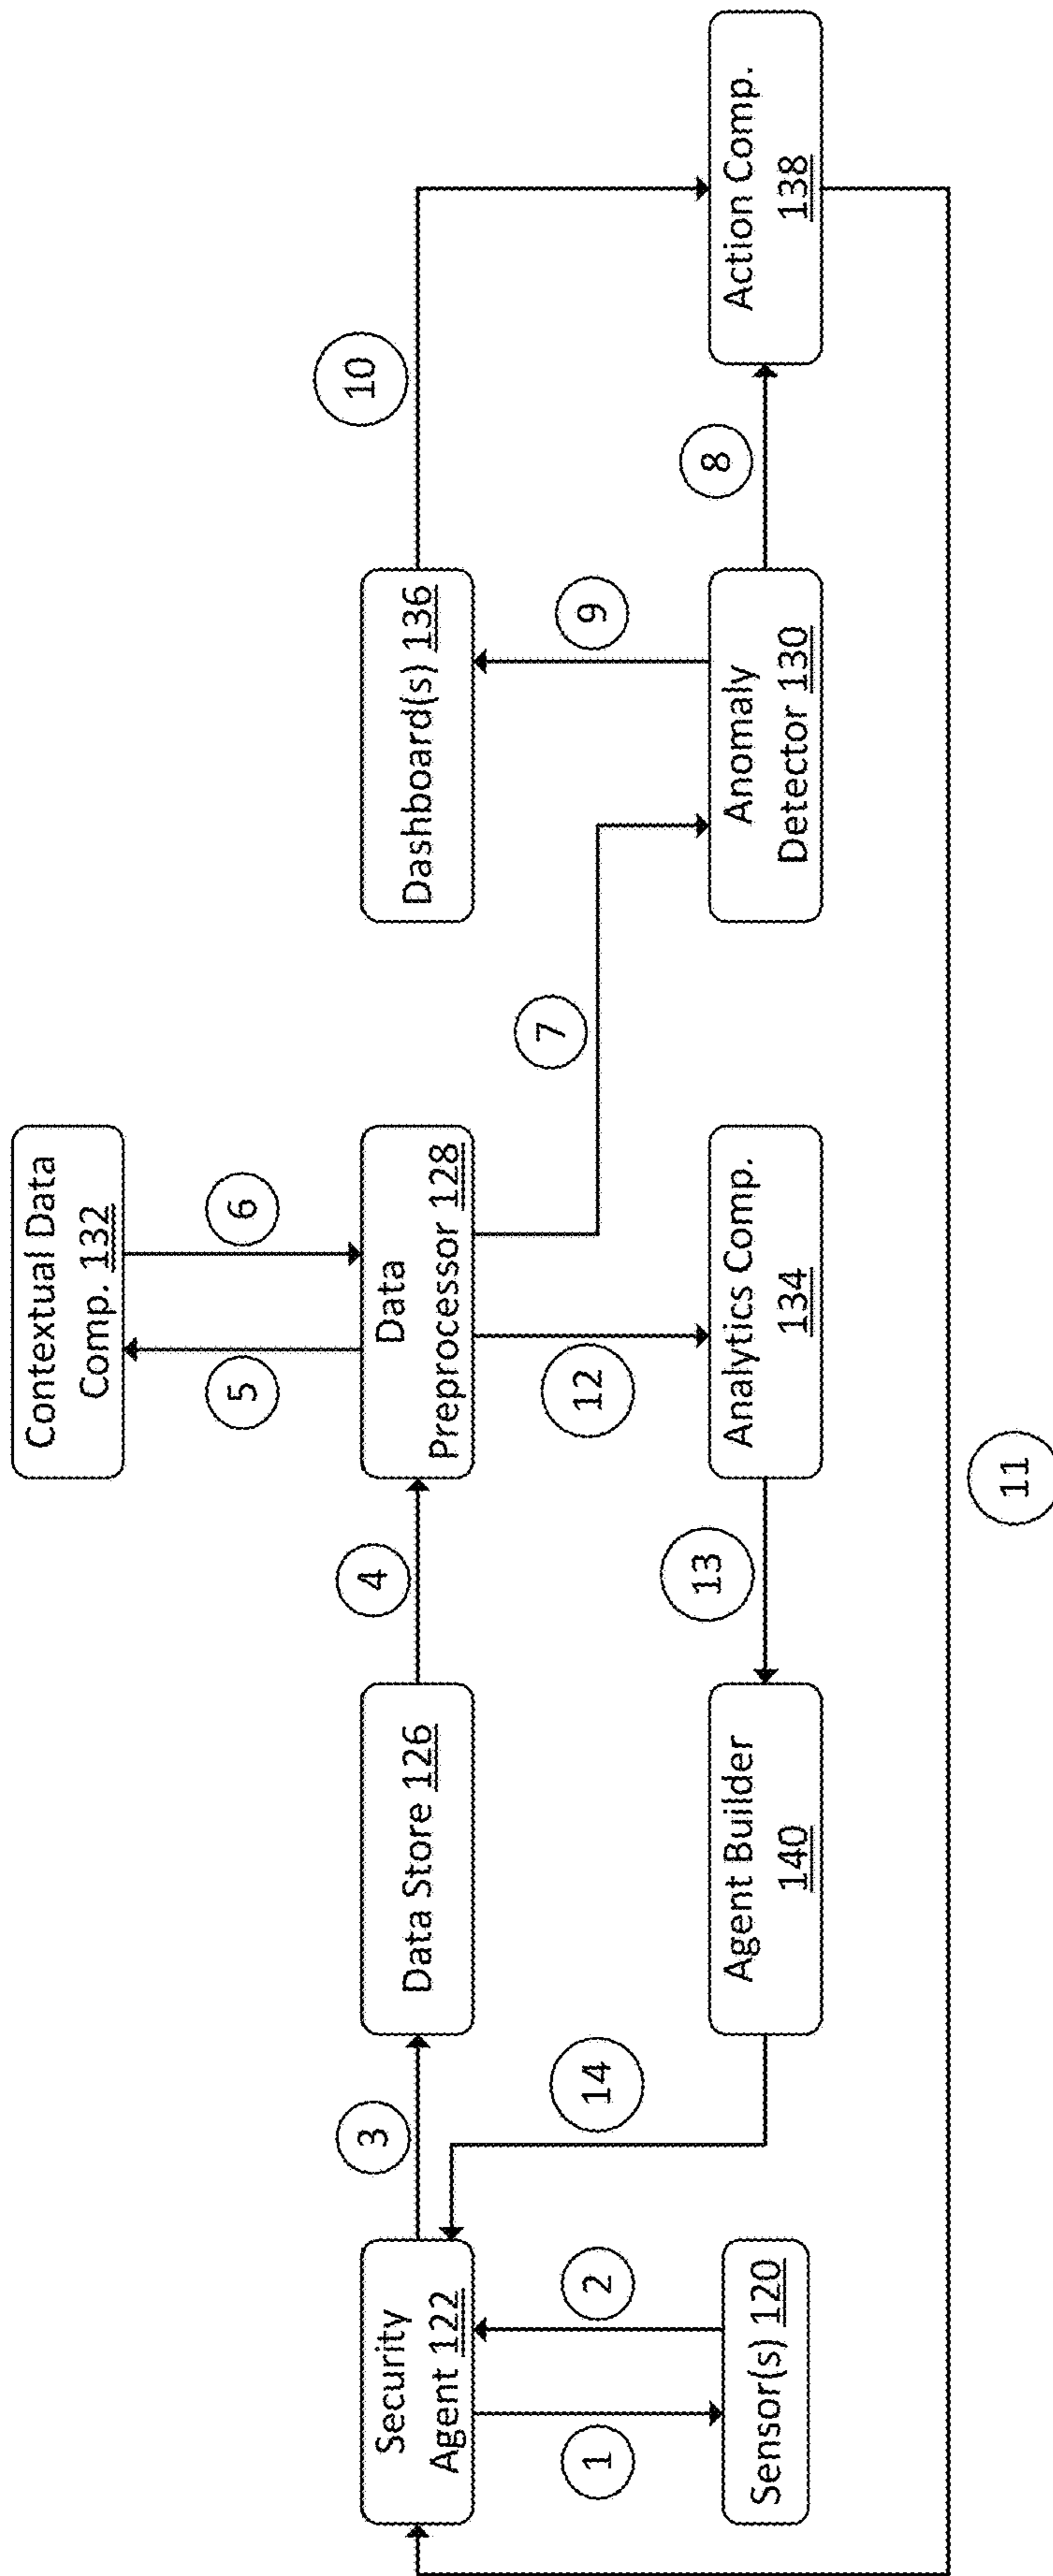 Contextual Data
Comp. 132
5
6
10
3
4
Security
Agent 122
Data Store 126
Data
Preprocessor 128
Dashboard(s) 136
1
2
14
12
7
9
13
8
Sensor(s) 120
Agent Builder
140
Analytics Comp.
134
Anomaly
Detector 130
Action Comp.
138
11